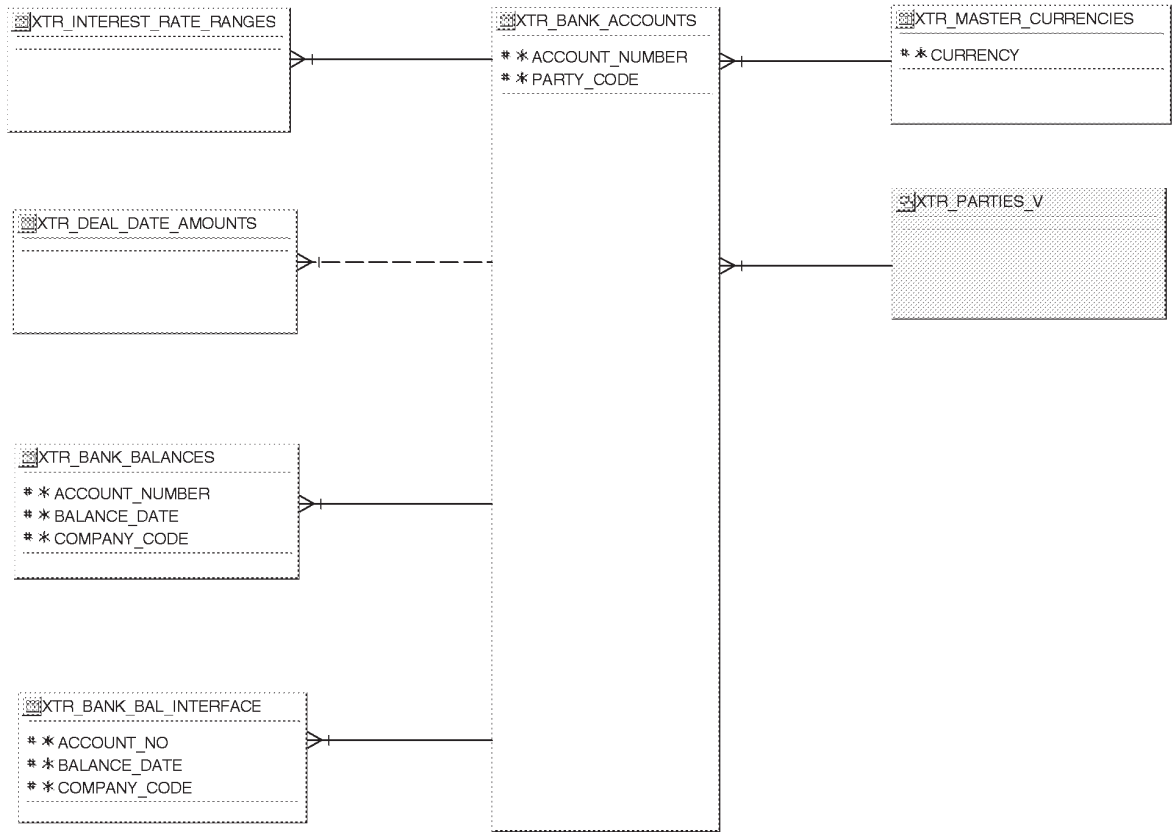 XTR_INTEREST_RATE_RANGES
XTR_BANK_ACCOUNTS
# * ACCOUNT_NUMBER
# * PARTY_CODE
XTR_MASTER_CURRENCIES
# * CURRENCY
XTR_DEAL_DATE_AMOUNTS
XTR_PARTIES_V
XTR_BANK_BALANCES
# * ACCOUNT_NUMBER
# * BALANCE_DATE
# * COMPANY_CODE
XTR_BANK_BAL_INTERFACE
# * ACCOUNT_NO
# * BALANCE_DATE
# * COMPANY_CODE